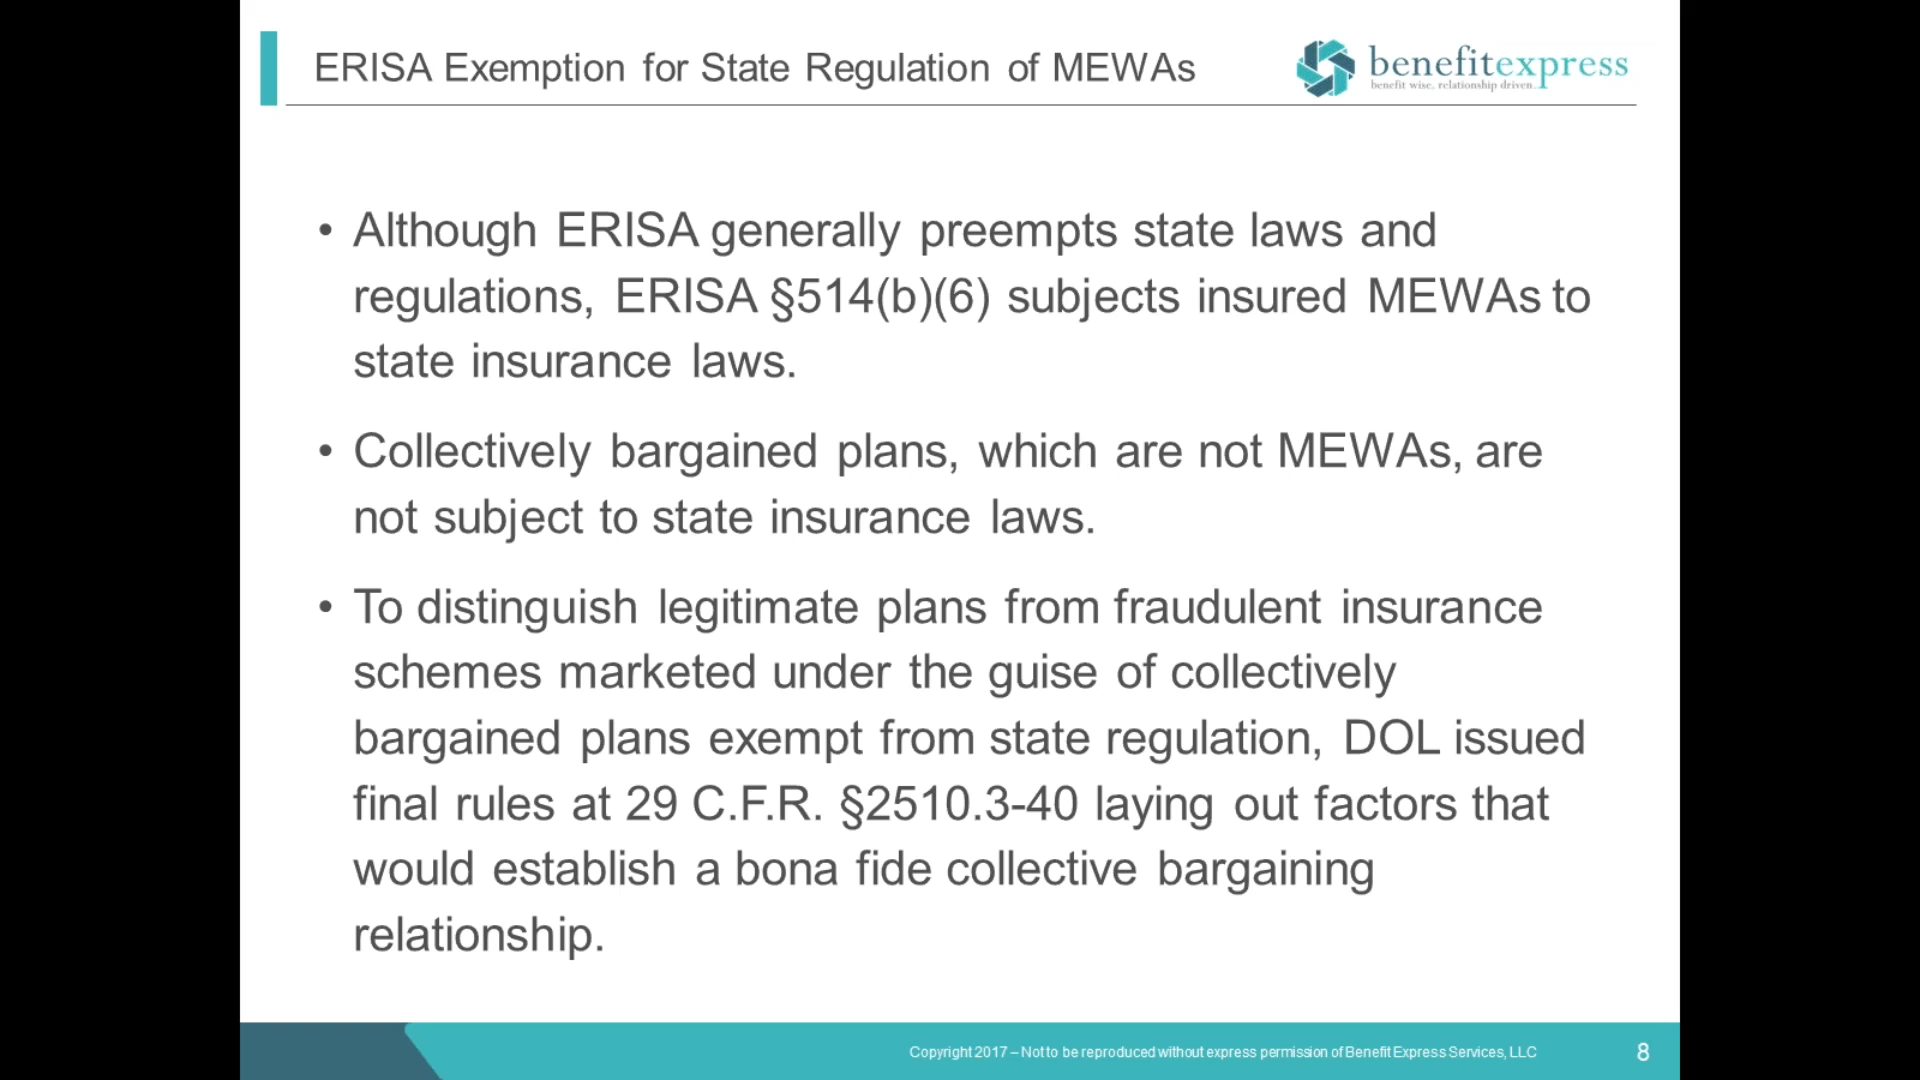 ERISA Exemption for State Regulation of MEWAs
benefitexpress
benefit wise. relationship driven.
• Although ERISA generally preempts state laws and
regulations, ERISA §514(b)(6) subjects insured MEWAs to
state insurance laws.
• Collectively bargained plans, which are not MEWAs, are
not subject to state insurance laws.
• To distinguish legitimate plans from fraudulent insurance
schemes marketed under the guise of collectively
bargained plans exempt from state regulation, DOL issued
final rules at 29 C.F.R. §2510.3-40 laying out factors that
would establish a bona fide collective bargaining
relationship.
Copyright 2017 – Not to be reproduced without express permission of Benefit Express Services, LLC
8